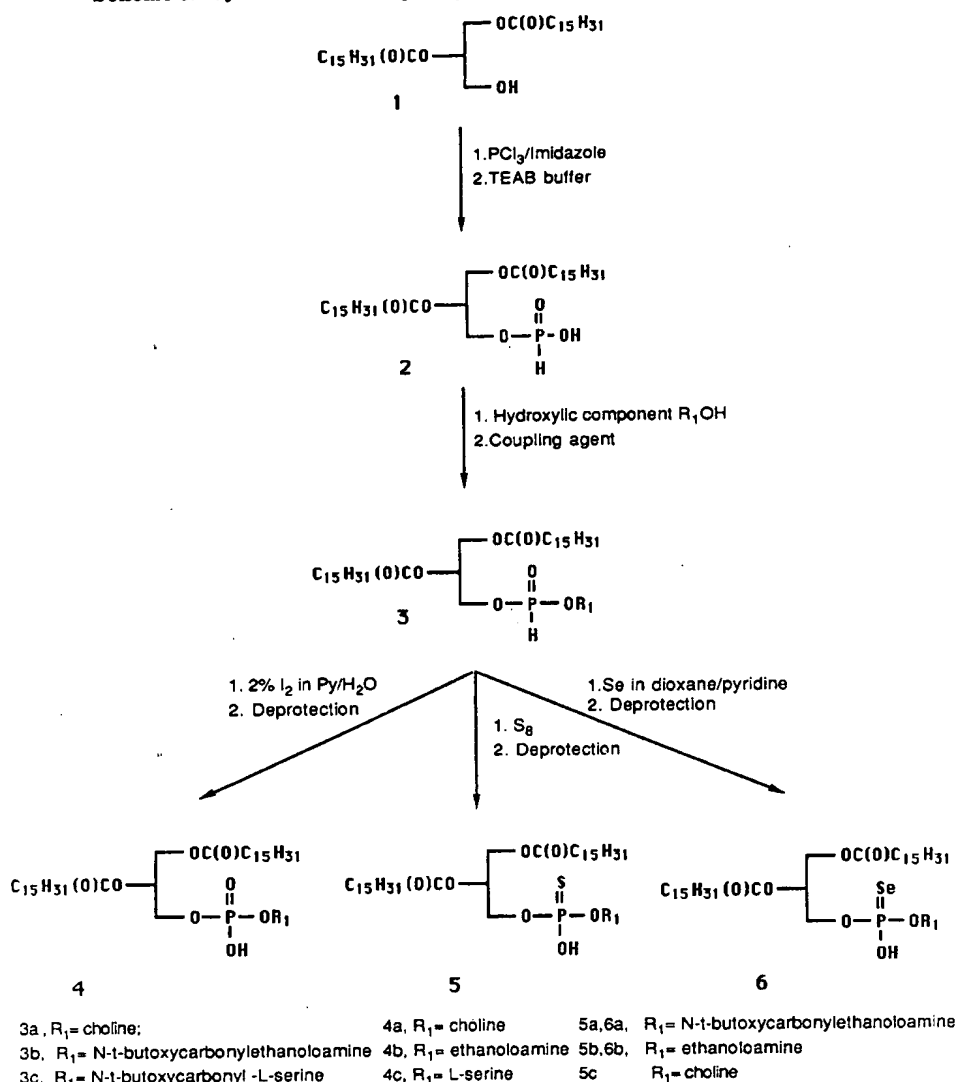 OC(O)C15H31
C15H31(O)CO
OH
1
1.PCl3/Imidazole
2.TEAB buffer
OC(O)C15H31
C15H31(O)CO
O
O—P—OH
H
2
1. Hydroxylic component R1OH
2.Coupling agent
OC(O)C15H31
C15H31(O)CO
O
O—P—OR1
H
3
1. 2% I2 in Py/H2O
2. Deprotection
1. S8
2. Deprotection
1.Se in dioxane/pyridine
2. Deprotection
OC(O)C15H31
C15H31(O)CO
O
O—P—OR1
OH
4
OC(O)C15H31
C15H31(O)CO
S
O—P—OR1
OH
5
OC(O)C15H31
C15H31(O)CO
Se
O—P—OR1
OH
6
3a, R1= choline; 4a, R1= choline 5a,6a, R1= N-t-butoxycarbonylethanoloamine
3b, R1= N-t-butoxycarbonylethanoloamine 4b, R1= ethanoloamine 5b,6b, R1= ethanoloamine
3c, R1= N-t-butoxycarbonyl -L-serine 4c, R1= L-serine 5c R1= choline